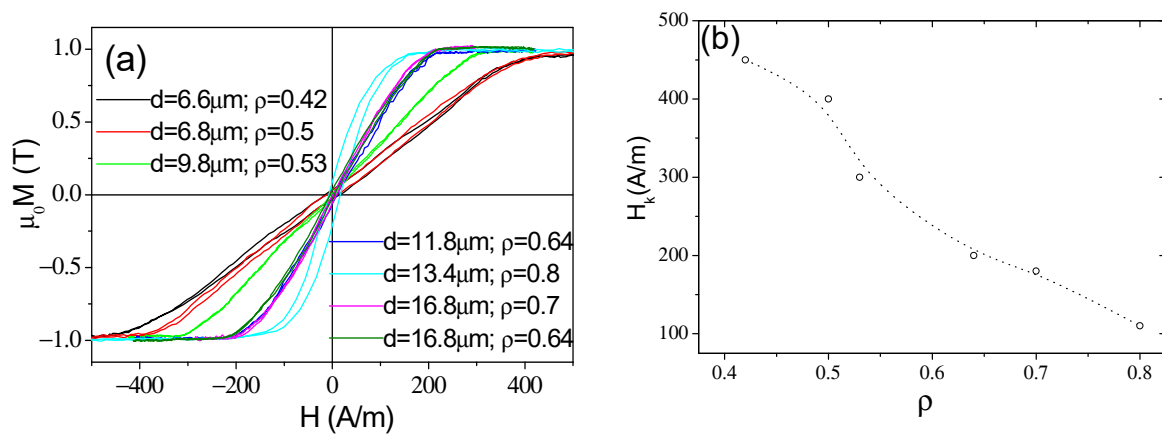 (a)
d=6.6μm; ρ=0.42
d=6.8μm; ρ=0.5
d=9.8μm; ρ=0.53
d=11.8μm; ρ=0.64
d=13.4μm; ρ=0.8
d=16.8μm; ρ=0.7
d=16.8μm; ρ=0.64
μ₀M (T)
1.0
0.5
0.0
−0.5
−1.0
−400 −200 0 200 400
H (A/m)
(b)
Hₖ(A/m)
500
400
300
200
100
0.4 0.5 0.6 0.7 0.8
ρ